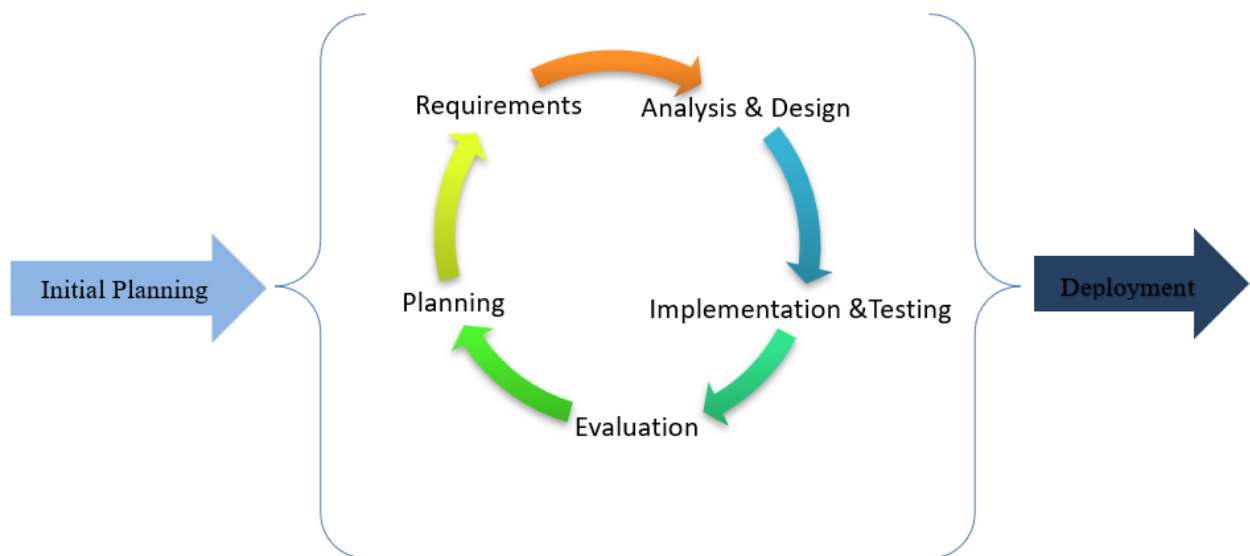 Requirements
Analysis & Design
Initial Planning
Planning
Implementation &Testing
Deployment
Evaluation